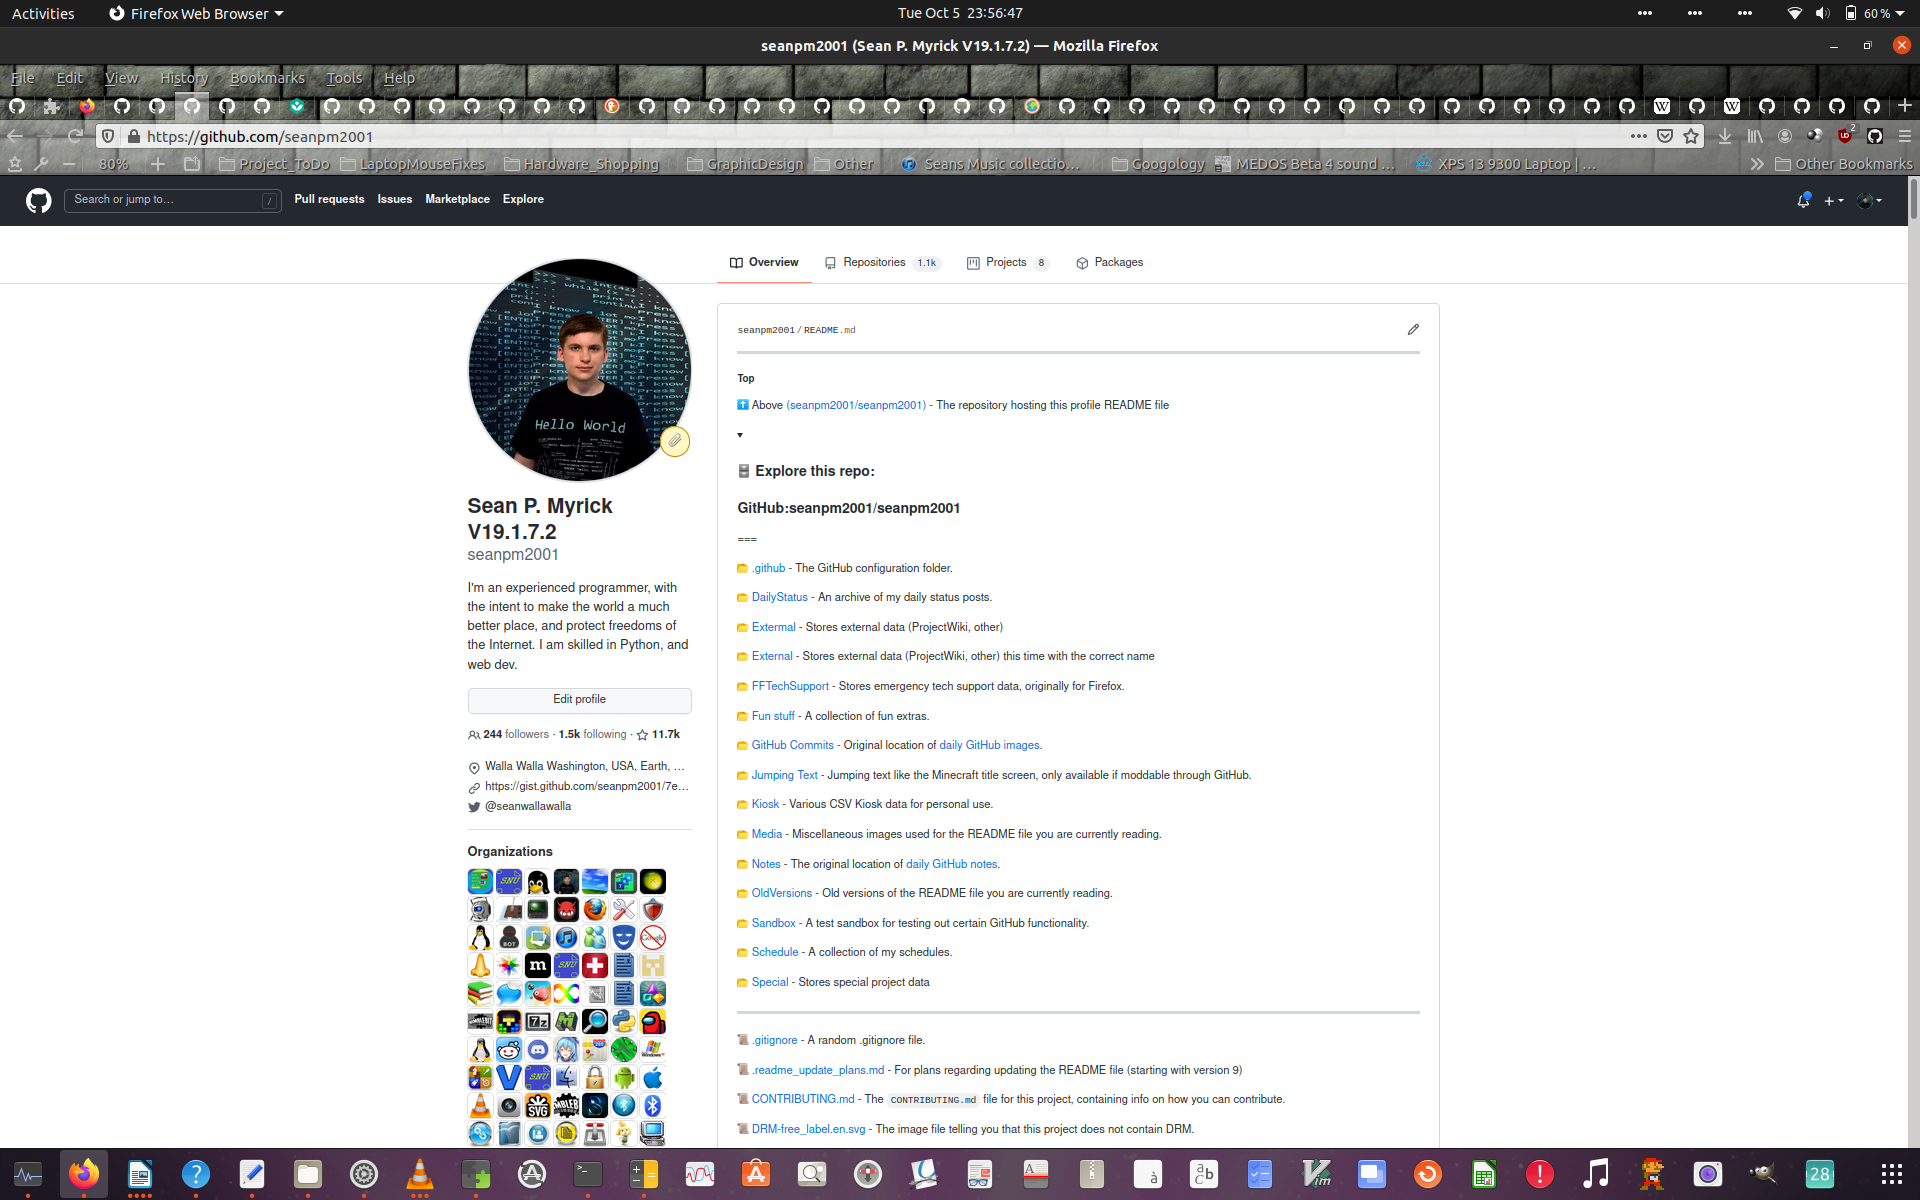 Activities
Firefox Web Browser
Tue Oct 5 23:56:47
60 %
seanpm2001 (Sean P. Myrick V19.1.7.2) — Mozilla Firefox
File Edit View History Bookmarks Tools Help
https://github.com/seanpm2001
2
80%
Project_ToDo
LaptopMouseFixes
Hardware_Shopping
GraphicDesign
Other
Seans Music collectio…
Googology
MEDOS Beta 4 sound …
XPS 13 9300 Laptop | …
Other Bookmarks
Search or jump to…
/
Pull requests
Issues
Marketplace
Explore
Overview
Repositories 1.1k
Projects 8
Packages
Hello World
Sean P. Myrick
V19.1.7.2
seanpm2001
I'm an experienced programmer, with
the intent to make the world a much
better place, and protect freedoms of
the Internet. I am skilled in Python, and
web dev.
Edit profile
244 followers · 1.5k following · 11.7k
Walla Walla Washington, USA, Earth, …
https://gist.github.com/seanpm2001/7e…
@seanwallawalla
Organizations
seanpm2001 / README.md
Top
Above (seanpm2001/seanpm2001) - The repository hosting this profile README file
Explore this repo:
GitHub:seanpm2001/seanpm2001
===
.github - The GitHub configuration folder.
DailyStatus - An archive of my daily status posts.
Extermal - Stores external data (ProjectWiki, other)
External - Stores external data (ProjectWiki, other) this time with the correct name
FFTechSupport - Stores emergency tech support data, originally for Firefox.
Fun stuff - A collection of fun extras.
GitHub Commits - Original location of daily GitHub images.
Jumping Text - Jumping text like the Minecraft title screen, only available if moddable through GitHub.
Kiosk - Various CSV Kiosk data for personal use.
Media - Miscellaneous images used for the README file you are currently reading.
Notes - The original location of daily GitHub notes.
OldVersions - Old versions of the README file you are currently reading.
Sandbox - A test sandbox for testing out certain GitHub functionality.
Schedule - A collection of my schedules.
Special - Stores special project data
.gitignore - A random .gitignore file.
.readme_update_plans.md - For plans regarding updating the README file (starting with version 9)
CONTRIBUTING.md - The CONTRIBUTING.md file for this project, containing info on how you can contribute.
DRM-free_label.en.svg - The image file telling you that this project does not contain DRM.
28